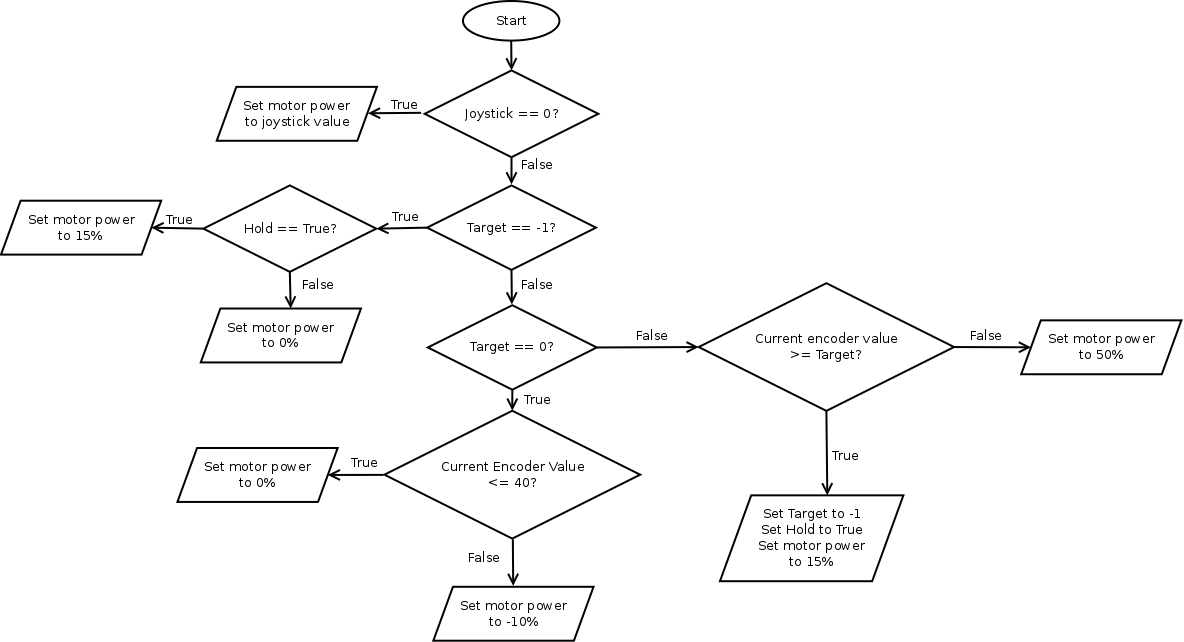 Start
Joystick == 0?
True
Set motor power
to joystick value
False
Target == -1?
True
Hold == True?
True
Set motor power
to 15%
False
Set motor power
to 0%
False
Target == 0?
False
Current encoder value
>= Target?
False
Set motor power
to 50%
True
Set Target to -1
Set Hold to True
Set motor power
to 15%
True
Current Encoder Value
<= 40?
True
Set motor power
to 0%
False
Set motor power
to -10%